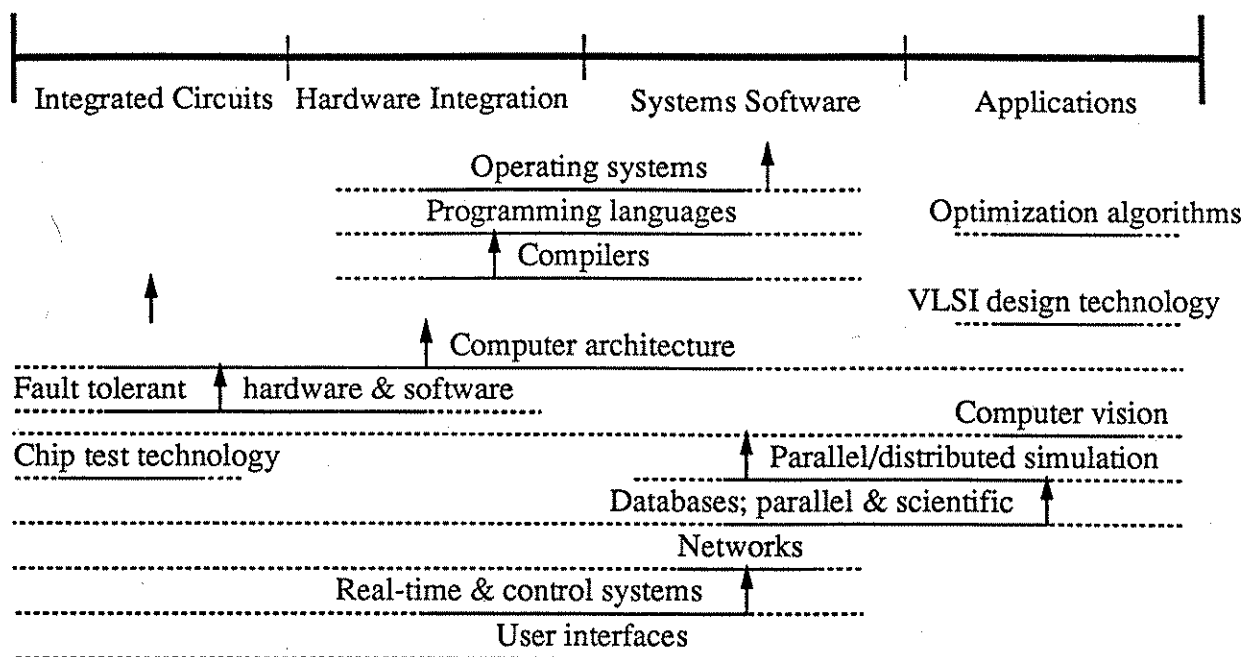 Integrated Circuits Hardware Integration Systems Software Applications
Operating systems
Programming languages Optimization algorithms
Compilers
VLSI design technology
Computer architecture
Fault tolerant hardware & software
Computer vision
Chip test technology Parallel/distributed simulation
Databases; parallel & scientific
Networks
Real-time & control systems
User interfaces